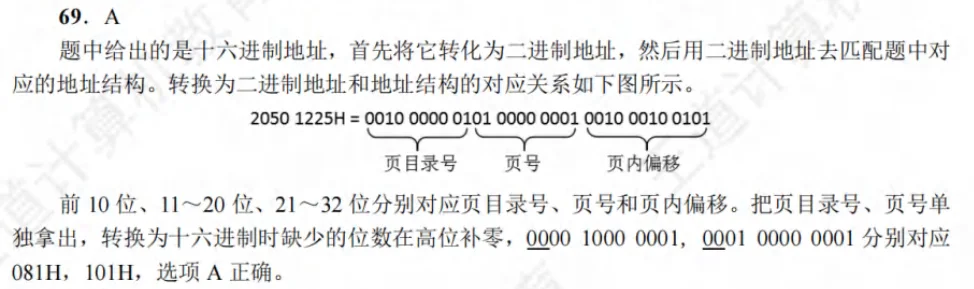 69．A
题中给出的是十六进制地址，首先将它转化为二进制地址，然后用二进制地址去匹配题中对
应的地址结构。转换为二进制地址和地址结构的对应关系如下图所示。
2050 1225H = 0010 0000 0101 0000 0001 0010 0010 0101
页目录号 页号 页内偏移
前 10 位、11～20 位、21～32 位分别对应页目录号、页号和页内偏移。把页目录号、页号单
独拿出，转换为十六进制时缺少的位数在高位补零，0000 1000 0001，0001 0000 0001 分别对应
081H，101H，选项 A 正确。